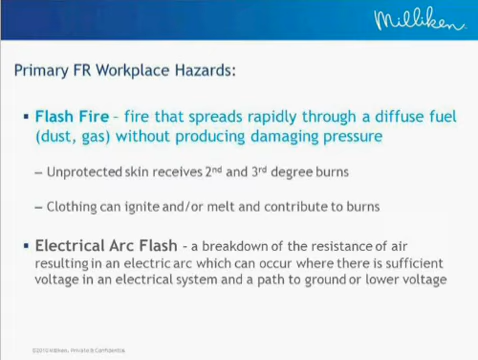 Milliken
Primary FR Workplace Hazards:
▪ Flash Fire – fire that spreads rapidly through a diffuse fuel
(dust, gas) without producing damaging pressure
– Unprotected skin receives 2nd and 3rd degree burns
– Clothing can ignite and/or melt and contribute to burns
▪ Electrical Arc Flash – a breakdown of the resistance of air
resulting in an electric arc which can occur where there is sufficient
voltage in an electrical system and a path to ground or lower voltage
©2010 Milliken, Private & Confidential